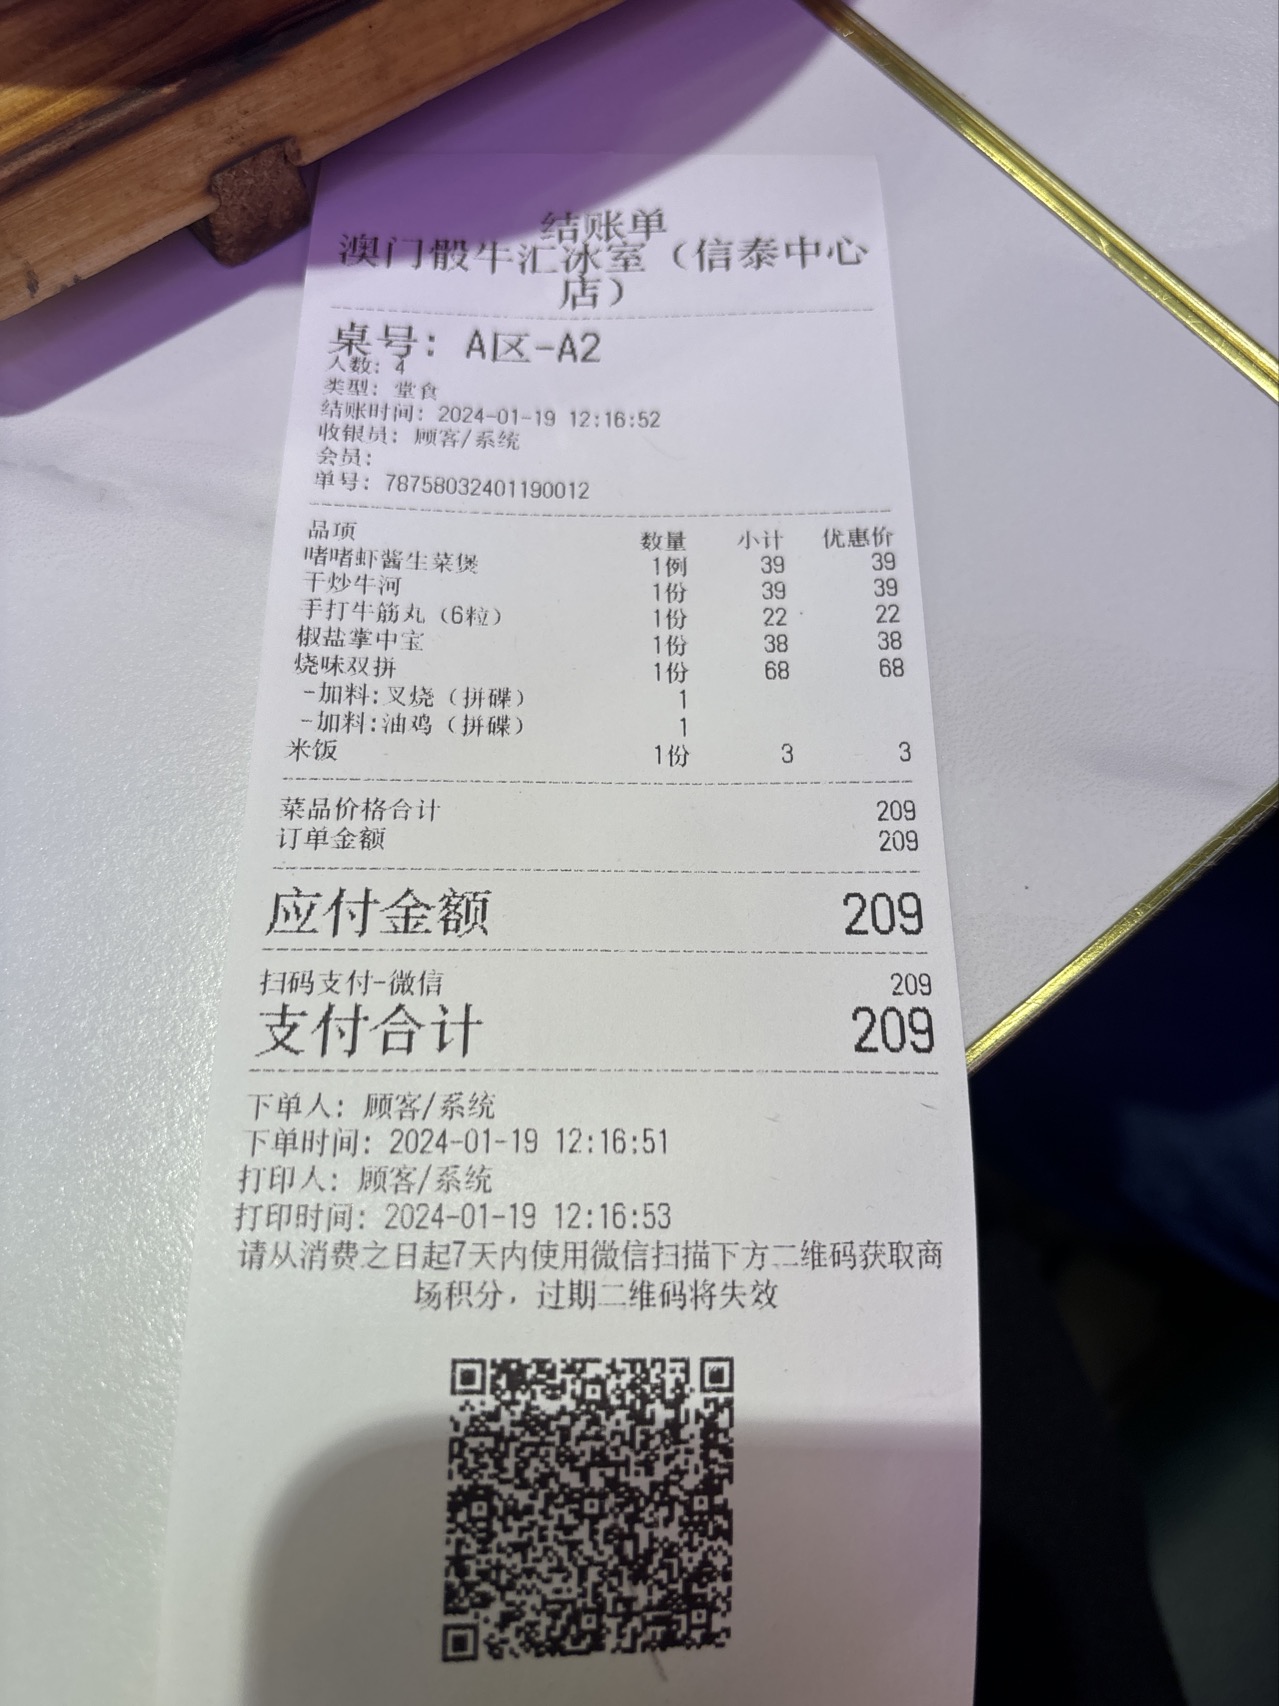 结账单
澳门骰牛汇冰室（信泰中心
店）
桌号: A区-A2
人数: 4
类型: 堂食
结账时间: 2024-01-19 12:16:52
收银员: 顾客/系统
会员:
单号: 78758032401190012
品项 数量 小计 优惠价
啫啫虾酱生菜煲 1例 39 39
干炒牛河 1份 39 39
手打牛筋丸（6粒） 1份 22 22
椒盐掌中宝 1份 38 38
烧味双拼 1份 68 68
-加料:叉烧（拼碟） 1
-加料:油鸡（拼碟） 1
米饭 1份 3 3
菜品价格合计 209
订单金额 209
应付金额 209
扫码支付-微信 209
支付合计 209
下单人: 顾客/系统
下单时间: 2024-01-19 12:16:51
打印人: 顾客/系统
打印时间: 2024-01-19 12:16:53
请从消费之日起7天内使用微信扫描下方二维码获取商
场积分，过期二维码将失效